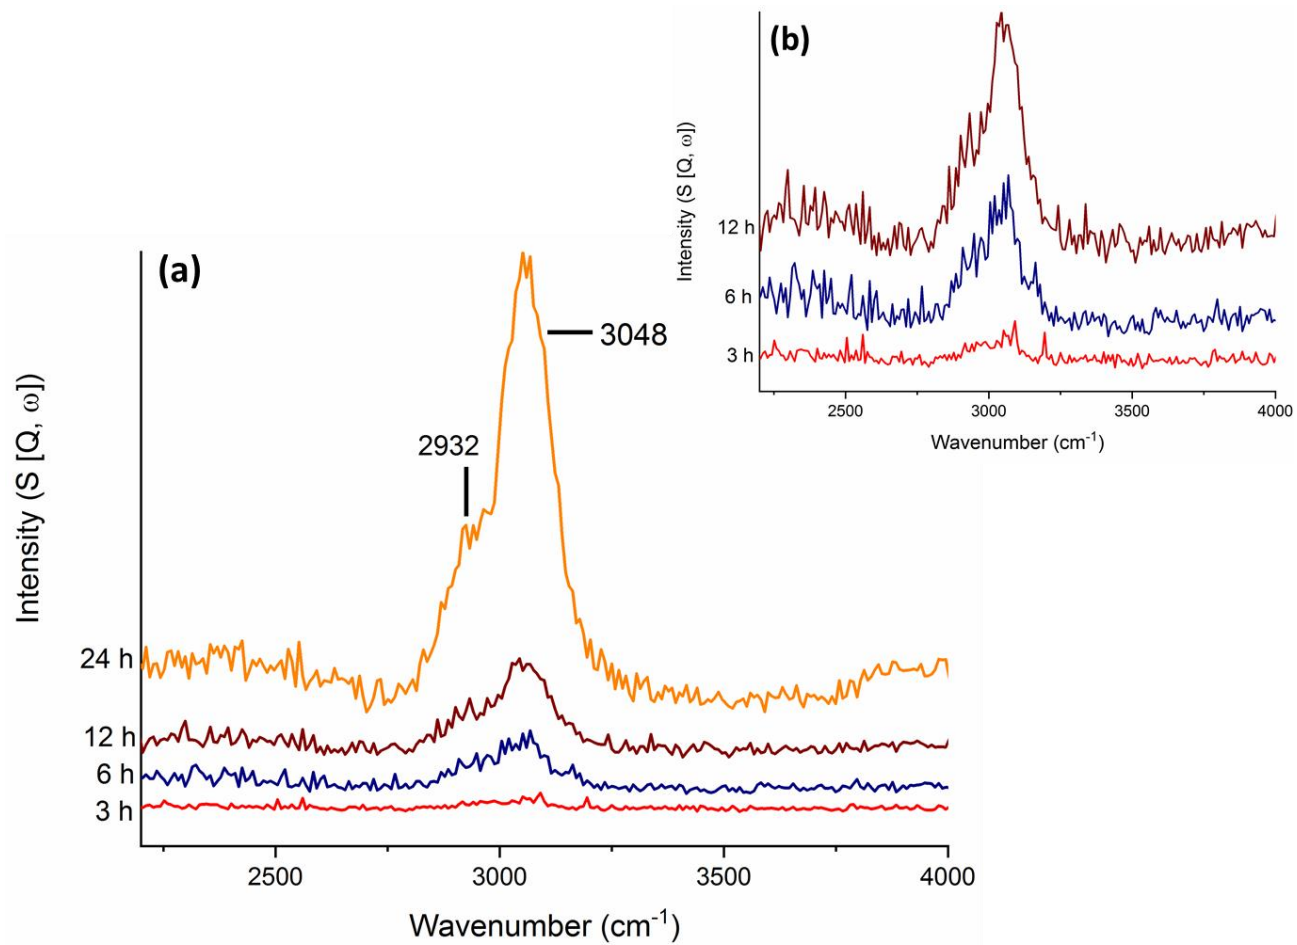 (b)
Intensity (S [Q, ω])
12 h
6 h
3 h
2500 3000 3500 4000
Wavenumber (cm⁻¹)
(a)
Intensity (S [Q, ω])
3048
2932
24 h
12 h
6 h
3 h
2500 3000 3500 4000
Wavenumber (cm⁻¹)